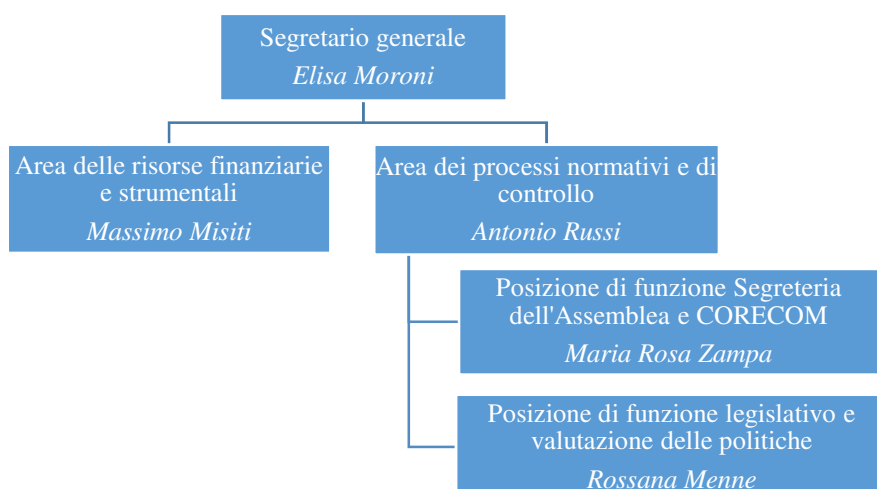 Segretario generale
Elisa Moroni
Area delle risorse finanziarie
e strumentali
Massimo Misiti
Area dei processi normativi e di
controllo
Antonio Russi
Posizione di funzione Segreteria
dell'Assemblea e CORECOM
Maria Rosa Zampa
Posizione di funzione legislativo e
valutazione delle politiche
Rossana Menne